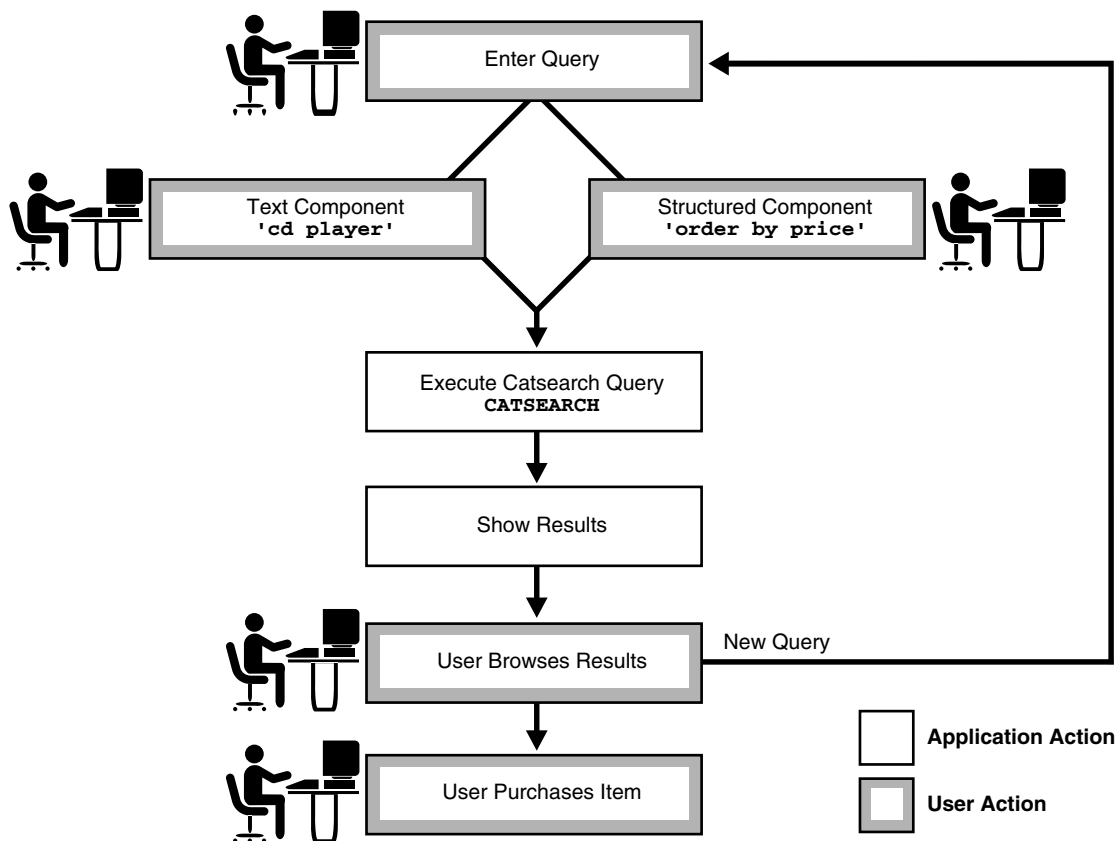 Enter Query
Text Component
'cd player'
Structured Component
'order by price'
Execute Catsearch Query
CATSEARCH
Show Results
User Browses Results
New Query
User Purchases Item
Application Action
User Action